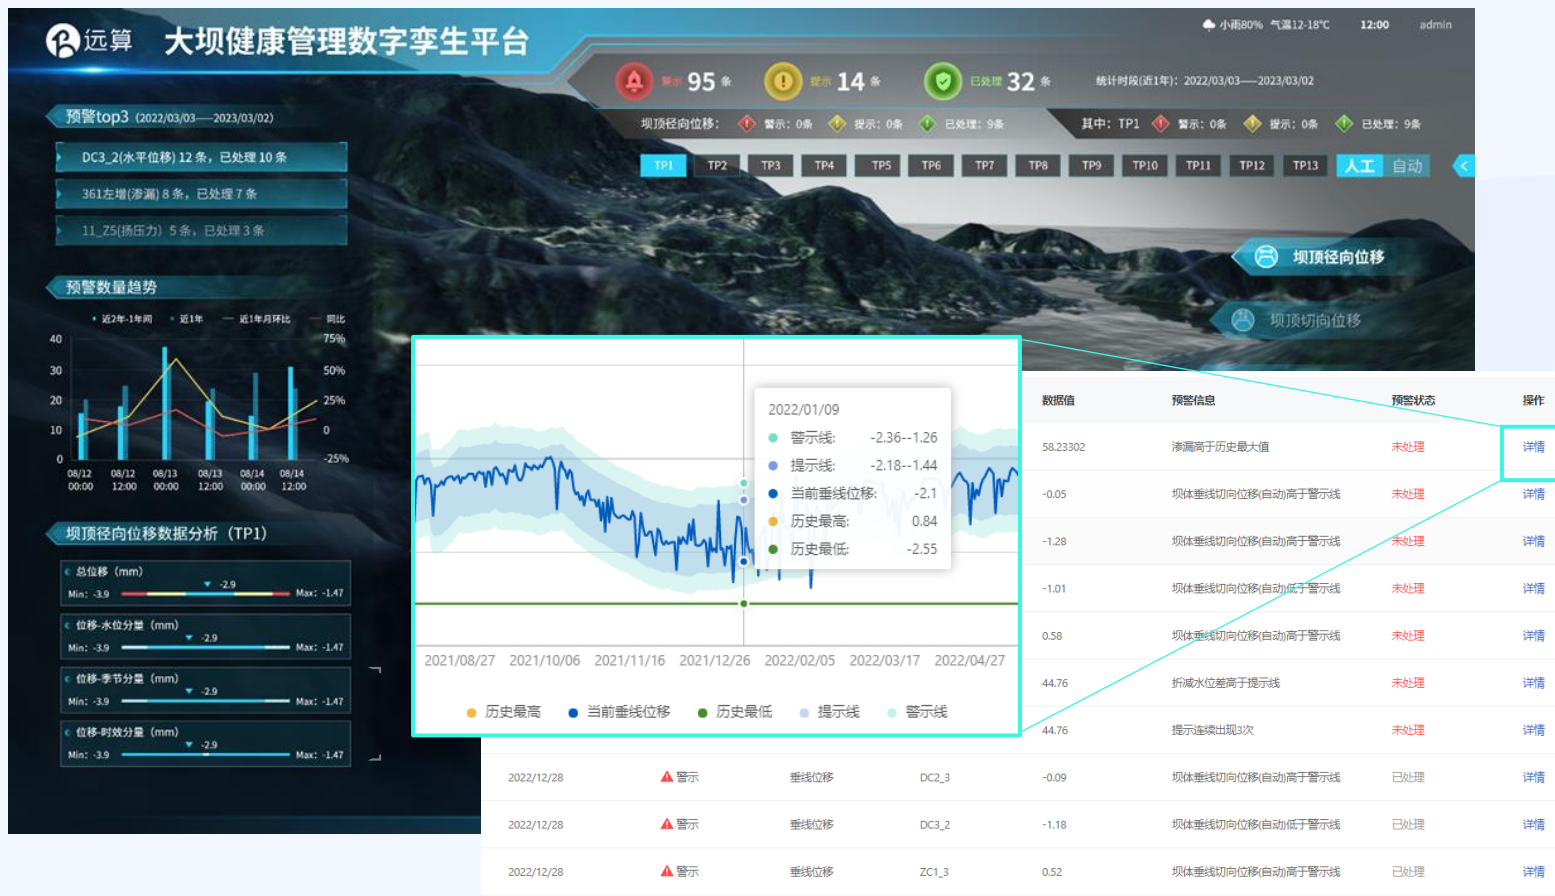 远算 大坝健康管理数字孪生平台
小雨80% 气温12-18℃ 12:00 admin
警示 95 条 提示 14 条 已处理 32 条 统计时段(近1年)：2022/03/03——2023/03/02
坝顶径向位移： 警示：0条 提示：0条 已处理：9条 其中：TP1 警示：0条 提示：0条 已处理：9条
TP1 TP2 TP3 TP4 TP5 TP6 TP7 TP8 TP9 TP10 TP11 TP12 TP13 人工 自动 <
坝顶径向位移
坝顶切向位移
预警top3 (2022/03/03——2023/03/02)
DC3_2(水平位移) 12 条，已处理 10 条
361左增(渗漏) 8 条，已处理 7 条
11_Z5(扬压力) 5 条，已处理 3 条
预警数量趋势
近2年-1年间 近1年 近1年月环比 同比
40 75%
30 50%
20 25%
10 0
0 -25%
08/12 08/12 08/13 08/13 08/14 08/14
00:00 12:00 00:00 12:00 00:00 12:00
坝顶径向位移数据分析（TP1）
总位移（mm）
-2.9
Min：-3.9 Max：-1.47
位移-水位分量（mm）
-2.9
Min：-3.9 Max：-1.47
位移-季节分量（mm）
-2.9
Min：-3.9 Max：-1.47
位移-时效分量（mm）
-2.9
Min：-3.9 Max：-1.47
2022/01/09
警示线: -2.36--1.26
提示线: -2.18--1.44
当前垂线位移: -2.1
历史最高: 0.84
历史最低: -2.55
2021/08/27 2021/10/06 2021/11/16 2021/12/26 2022/02/05 2022/03/17 2022/04/27
历史最高 当前垂线位移 历史最低 提示线 警示线
数据值 预警信息 预警状态 操作
58.23302 渗漏高于历史最大值 未处理 详情
-0.05 坝体垂线切向位移(自动)高于警示线 未处理 详情
-1.28 坝体垂线切向位移(自动)高于警示线 未处理 详情
-1.01 坝体垂线切向位移(自动)低于警示线 未处理 详情
0.58 坝体垂线切向位移(自动)高于警示线 未处理 详情
44.76 折减水位差高于提示线 未处理 详情
44.76 提示连续出现3次 未处理 详情
2022/12/28 警示 垂线位移 DC2_3 -0.09 坝体垂线切向位移(自动)高于警示线 已处理 详情
2022/12/28 警示 垂线位移 DC3_2 -1.18 坝体垂线切向位移(自动)低于警示线 已处理 详情
2022/12/28 警示 垂线位移 ZC1_3 0.52 坝体垂线切向位移(自动)高于警示线 已处理 详情